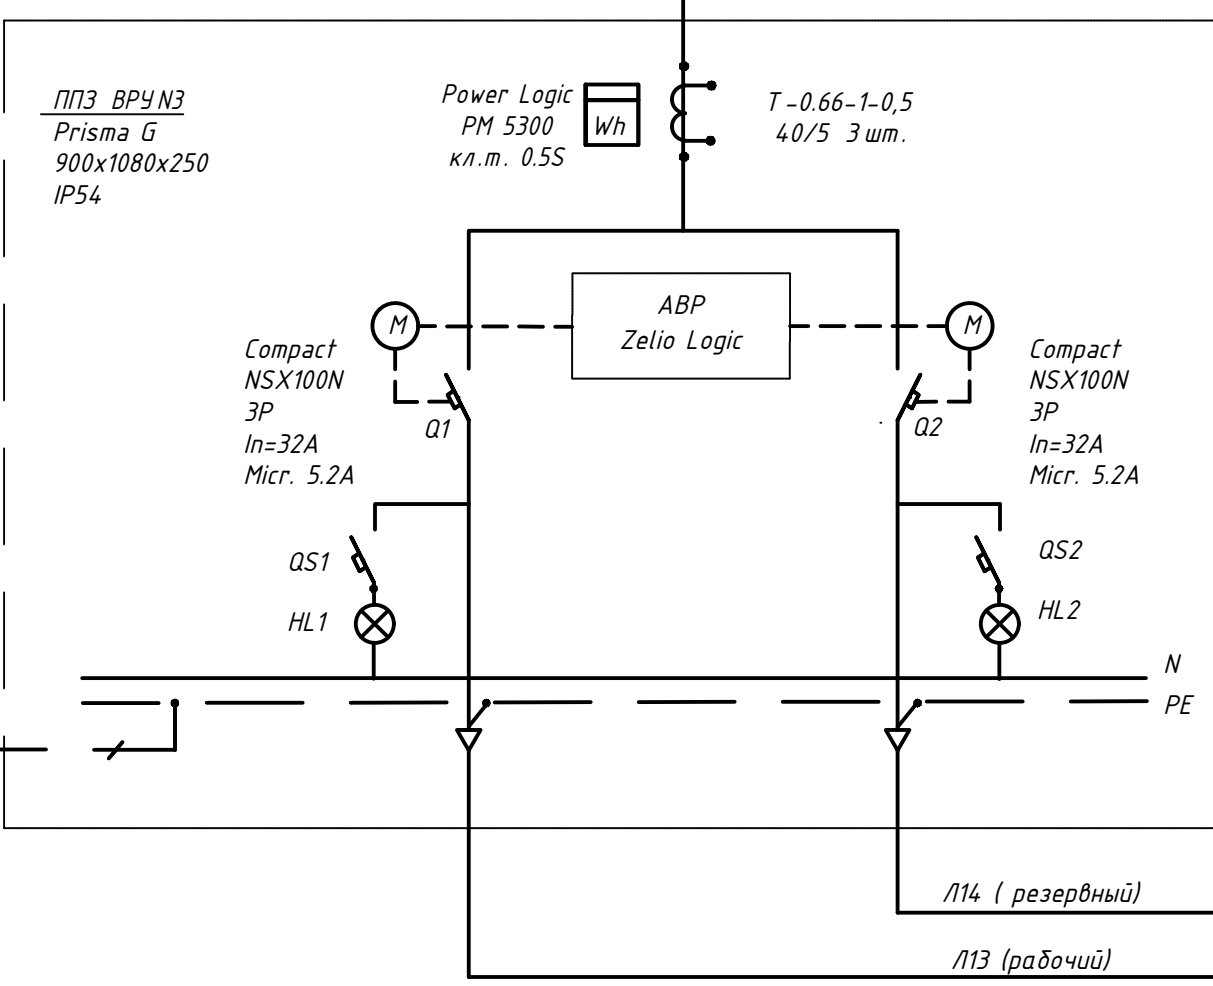 ППЗ ВРУ N3
Prisma G
900x1080x250
IP54
Power Logic
PM 5300
кл.т. 0.5S
Wh
Т-0.66-1-0,5
40/5 3 шт.
АВР
Zelio Logic
M
M
Compact
NSX100N
3P
In=32A
Micr. 5.2A
Q1
Q2
Compact
NSX100N
3P
In=32A
Micr. 5.2A
QS1
HL1
QS2
HL2
N
PE
Л14 ( резервный)
Л13 (рабочий)